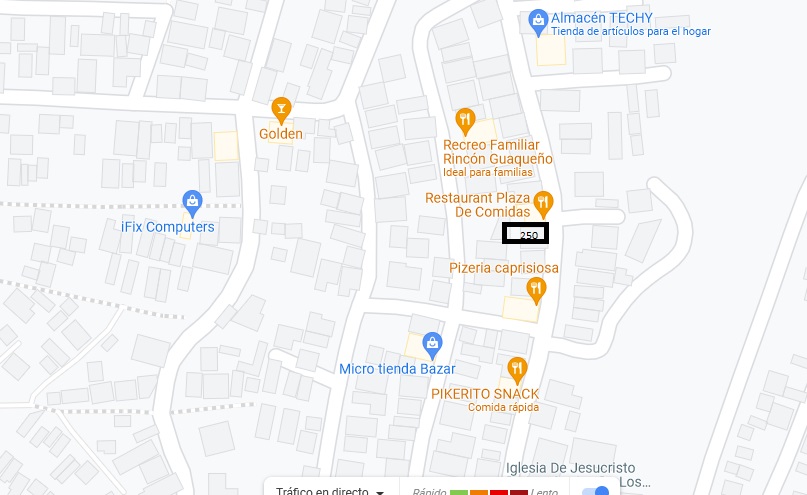 Almacén TECHY
Tienda de artículos para el hogar
Golden
Recreo Familiar
Rincón Guaqueño
Ideal para familias
Restaurant Plaza
De Comidas
iFix Computers
250
Pizeria caprisiosa
Micro tienda Bazar
PIKERITO SNACK
Comida rápida
Iglesia De Jesucristo
Los…
Tráfico en directo
Rápido
Lento